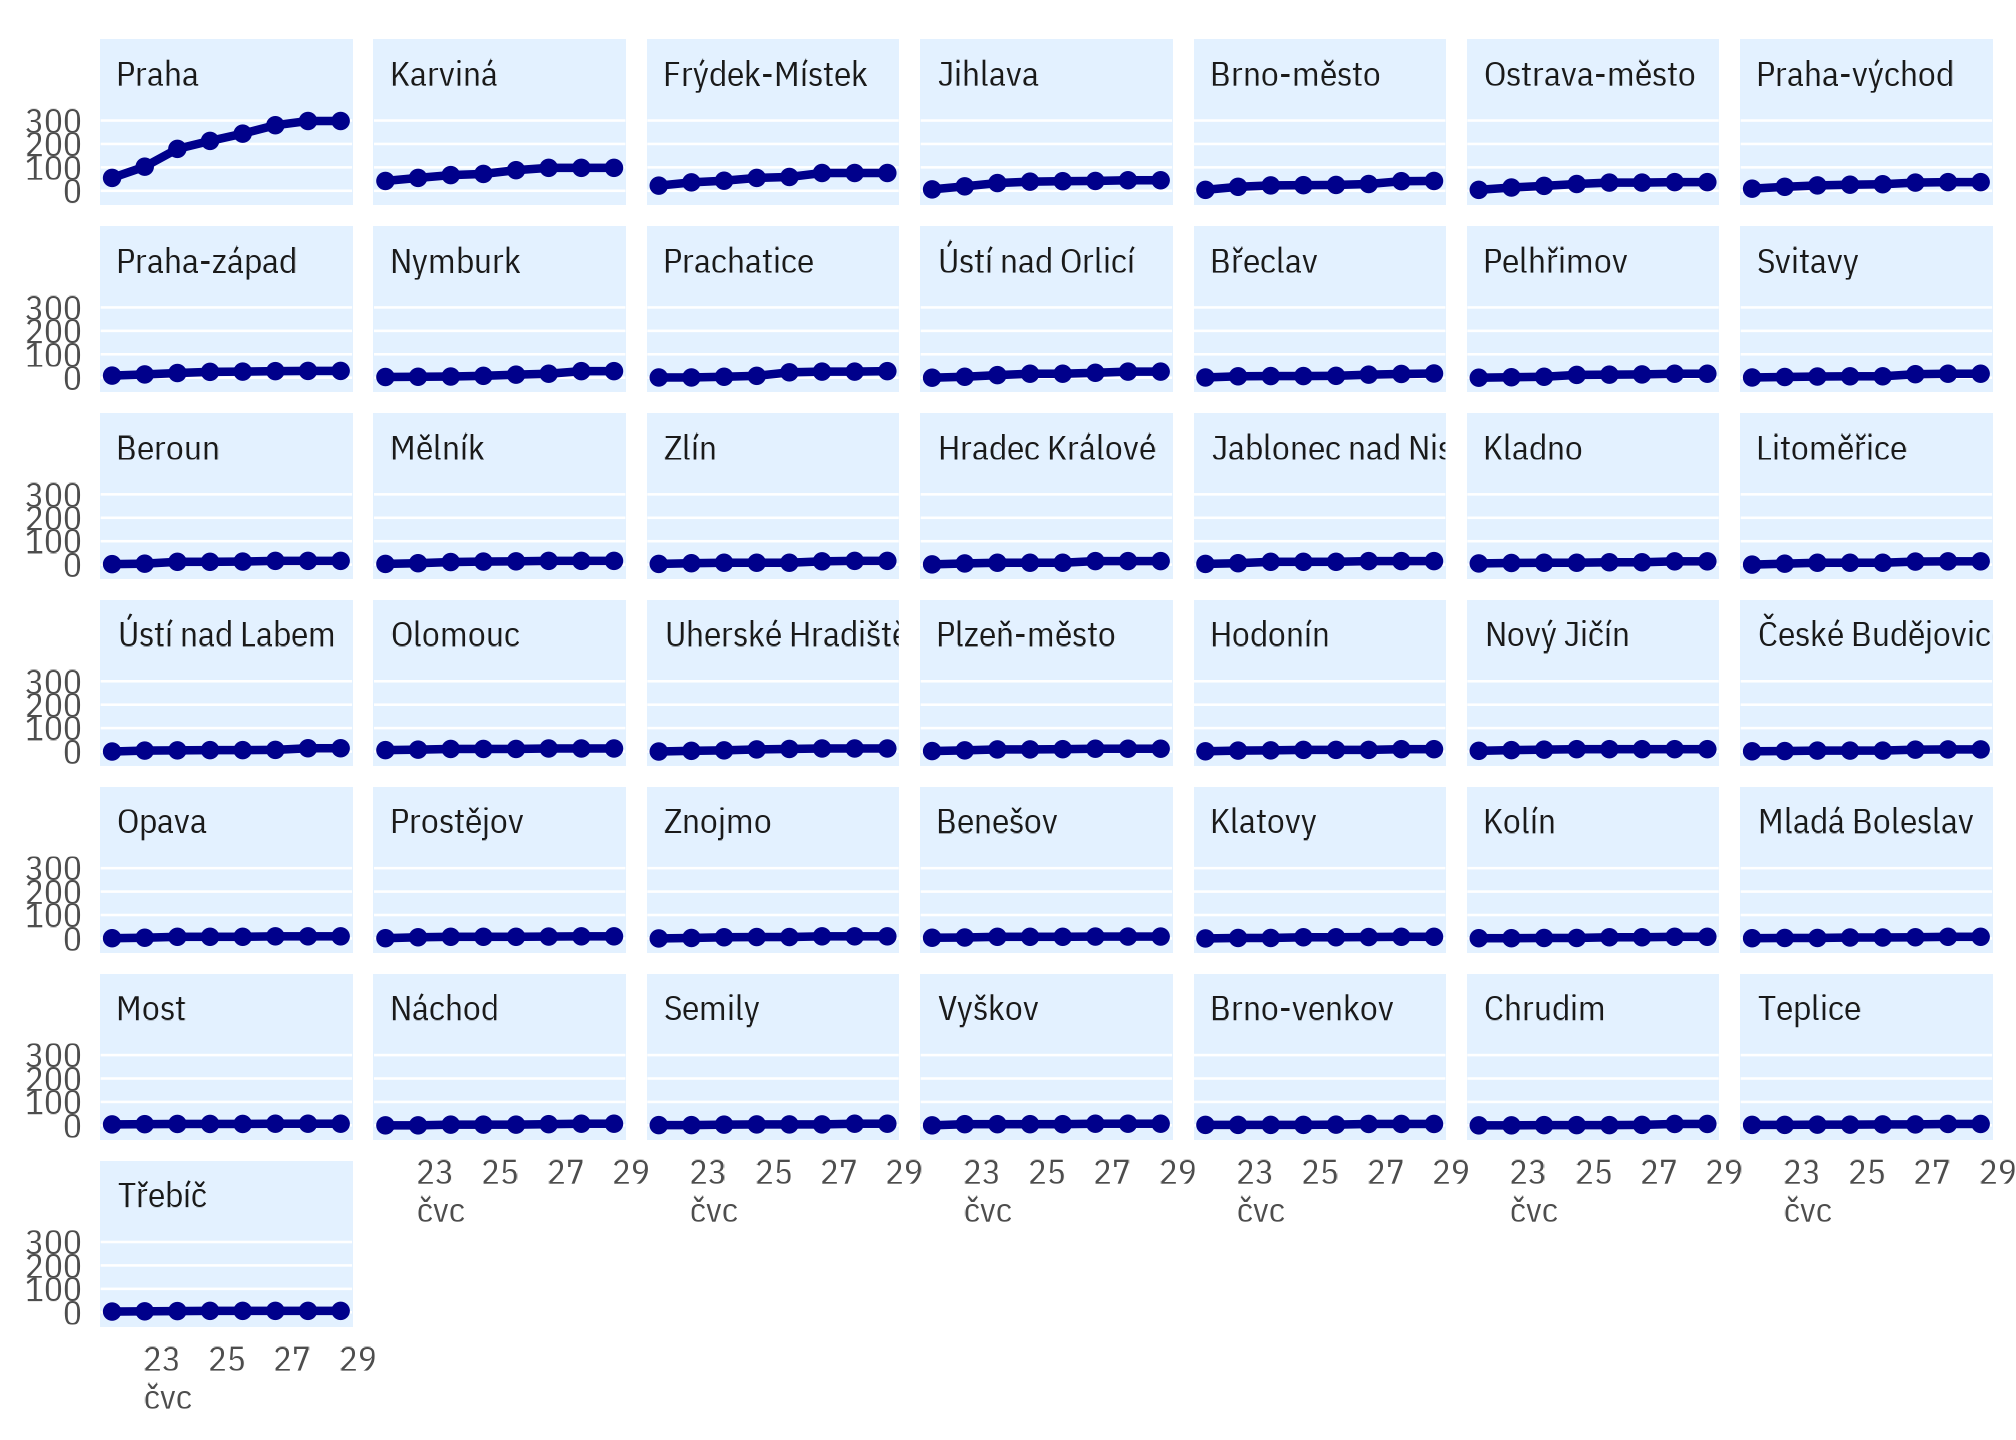 Praha Karviná Frýdek-Místek Jihlava Brno-město Ostrava-město Praha-východ
300
200
100
0
Praha-západ Nymburk Prachatice Ústí nad Orlicí Břeclav Pelhřimov Svitavy
300
200
100
0
Beroun Mělník Zlín Hradec Králové Jablonec nad Nis Kladno Litoměřice
300
200
100
0
Ústí nad Labem Olomouc Uherské Hradiště Plzeň-město Hodonín Nový Jičín České Budějovic
300
200
100
0
Opava Prostějov Znojmo Benešov Klatovy Kolín Mladá Boleslav
300
200
100
0
Most Náchod Semily Vyškov Brno-venkov Chrudim Teplice
300
200
100
0
23 25 27 29 23 25 27 29 23 25 27 29 23 25 27 29 23 25 27 29 23 25 27 29
čvc čvc čvc čvc čvc čvc
Třebíč
300
200
100
0
23 25 27 29
čvc